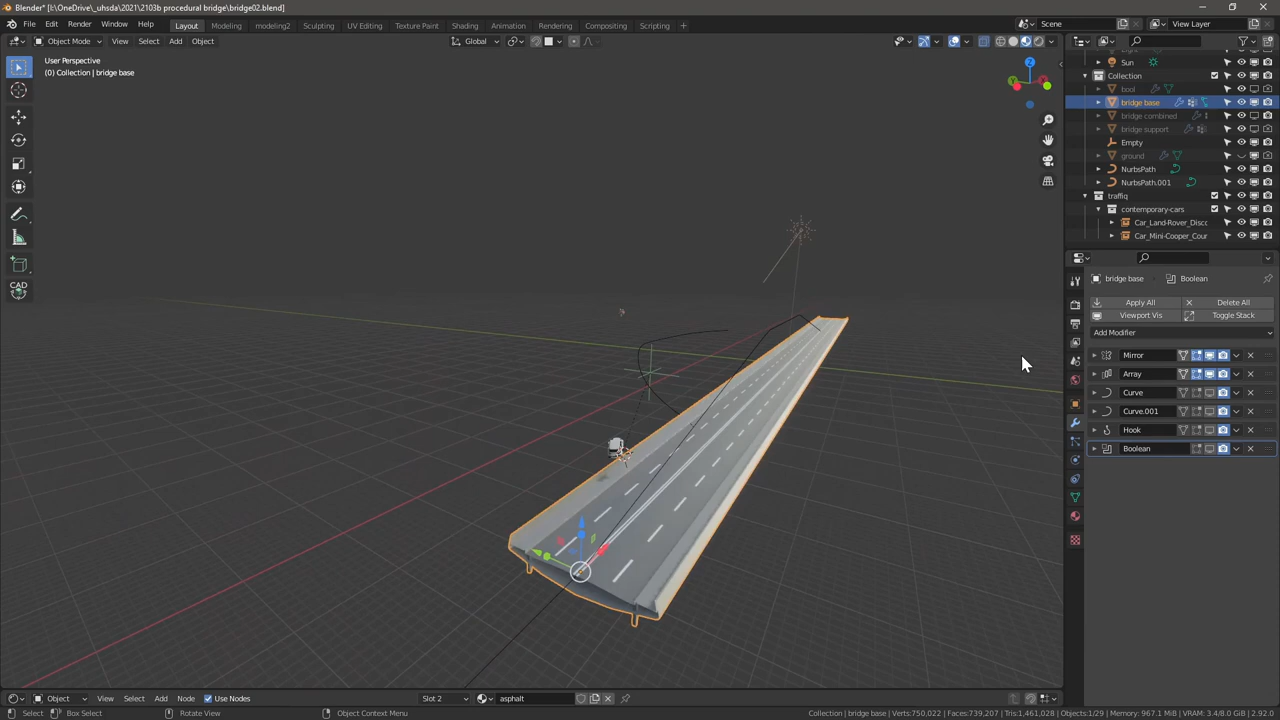 Blender* [I:\OneDrive\_uhsda\2021\2103b procedural bridge\bridge02.blend]
File Edit Render Window Help Layout Modeling modeling2 Sculpting UV Editing Texture Paint Shading Animation Rendering Compositing Scripting + Scene View Layer
Object Mode View Select Add Object Global
User Perspective
(0) Collection | bridge base
CAD
X
Y
Z
Sun
Collection
bool
bridge base
bridge combined
bridge support
Empty
ground
NurbsPath
NurbsPath.001
traffiq
contemporary-cars
Car_Land-Rover_Disc
Car_Mini-Cooper_Cour
bridge base Boolean
Apply All Delete All
Viewport Vis Toggle Stack
Add Modifier
Mirror
Array
Curve
Curve.001
Hook
Boolean
Object View Select Add Node Use Nodes Slot 2 asphalt
Select Box Select Rotate View Object Context Menu Collection | bridge base | Verts:750,022 | Faces:739,207 | Tris:1,461,028 | Objects:1/29 | Memory: 967.1 MiB | VRAM: 3.4/8.0 GiB | 2.92.0